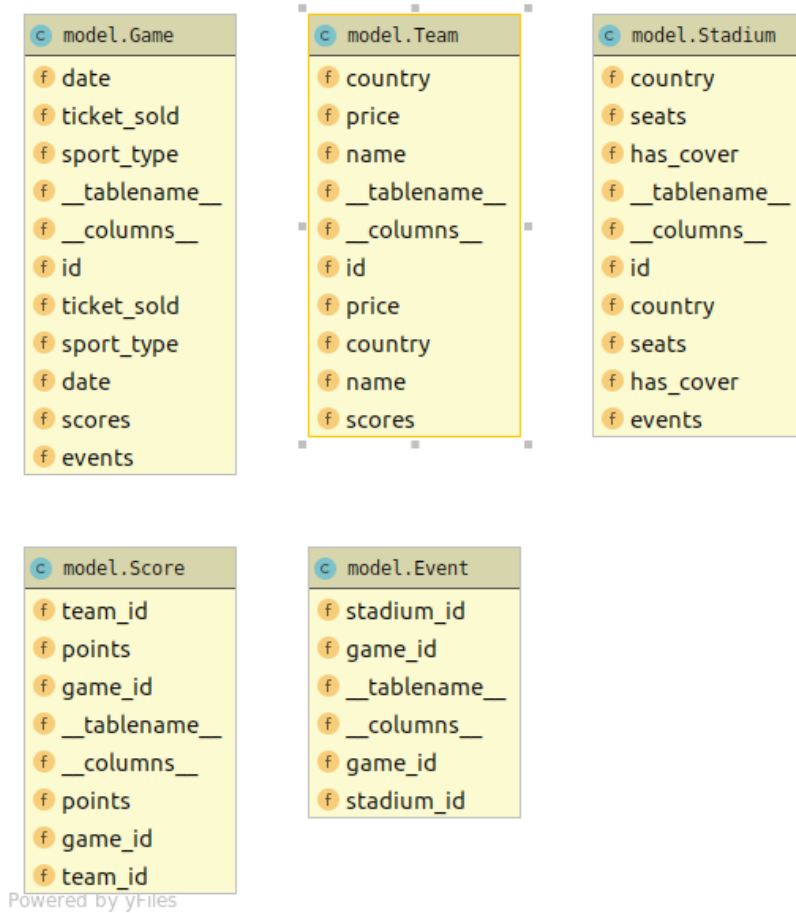 model.Game
date
ticket_sold
sport_type
__tablename__
__columns__
id
ticket_sold
sport_type
date
scores
events
model.Team
country
price
name
__tablename__
__columns__
id
price
country
name
scores
model.Stadium
country
seats
has_cover
__tablename__
__columns__
id
country
seats
has_cover
events
model.Score
team_id
points
game_id
__tablename__
__columns__
points
game_id
team_id
model.Event
stadium_id
game_id
__tablename__
__columns__
game_id
stadium_id
Powered by yFiles